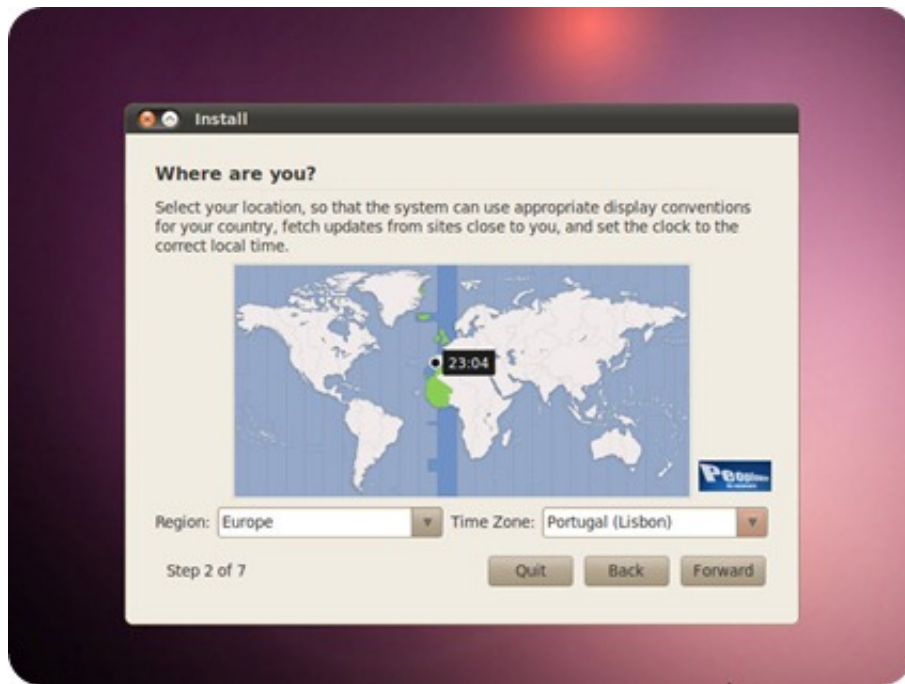 Install
Where are you?
Select your location, so that the system can use appropriate display conventions
for your country, fetch updates from sites close to you, and set the clock to the
correct local time.
23:04
Region: Europe Time Zone: Portugal (Lisbon)
Step 2 of 7 Quit Back Forward